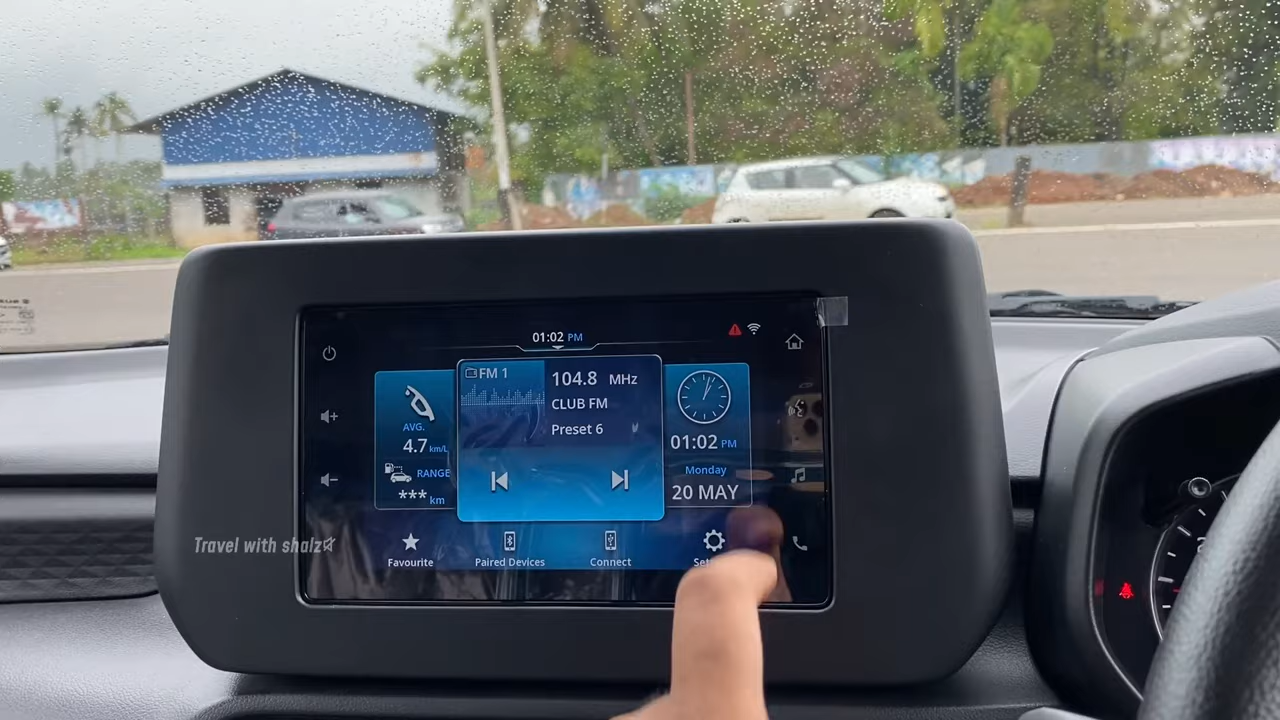 01:02 PM
FM 1
104.8 MHz
CLUB FM
Preset 6
AVG.
4.7 km/L
RANGE
*** km
01:02 PM
Monday
20 MAY
Favourite
Paired Devices
Connect
Travel with shalz